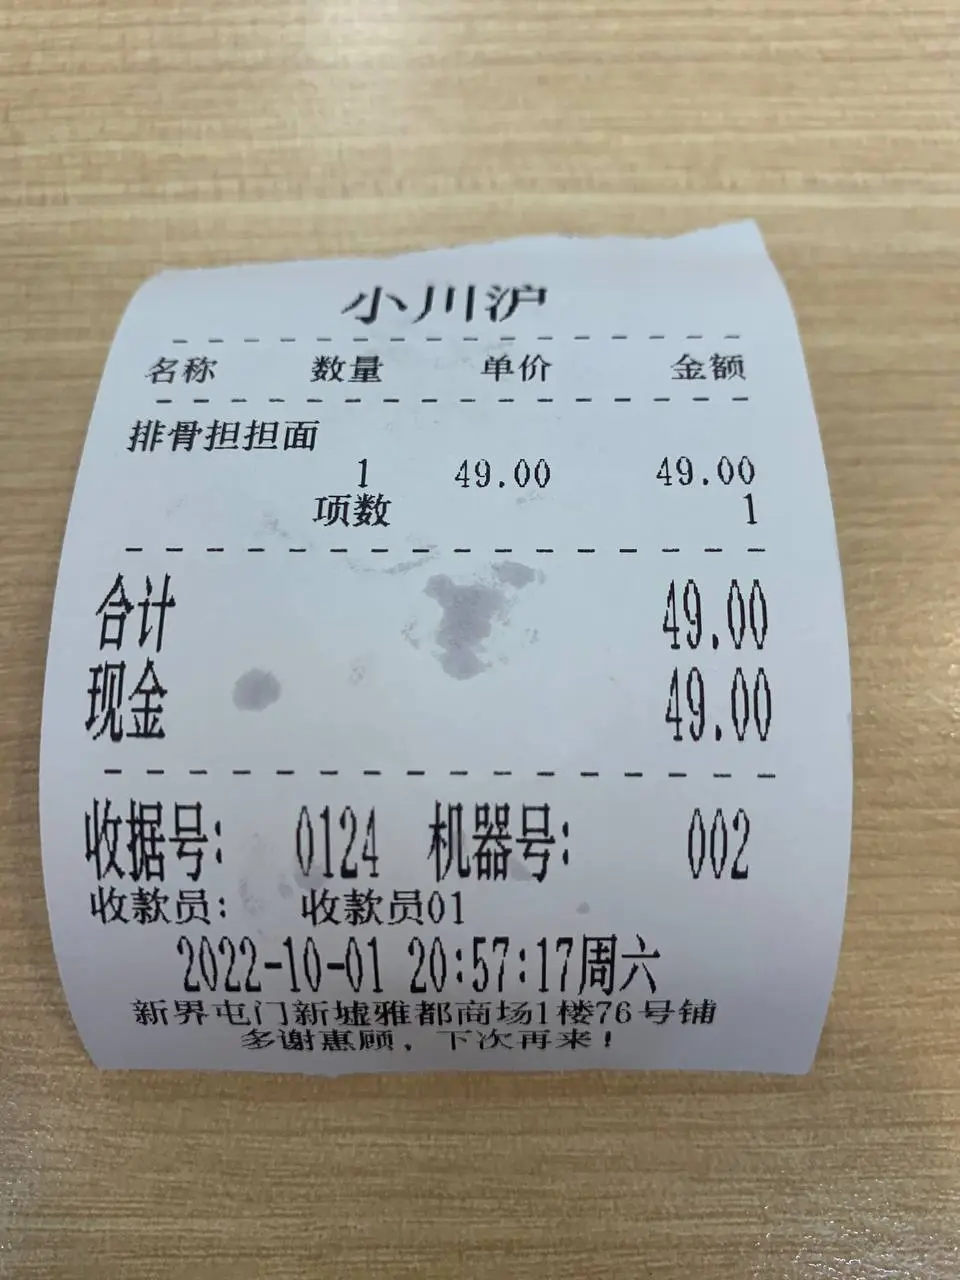 小川沪
名称 数量 单价 金额
排骨担担面
1 49.00 49.00
项数 1
合计 49.00
现金 49.00
收据号: 0124 机器号: 002
收款员: 收款员01
2022-10-01 20:57:17周六
新界屯门新墟雅都商场1楼76号铺
多谢惠顾，下次再来！